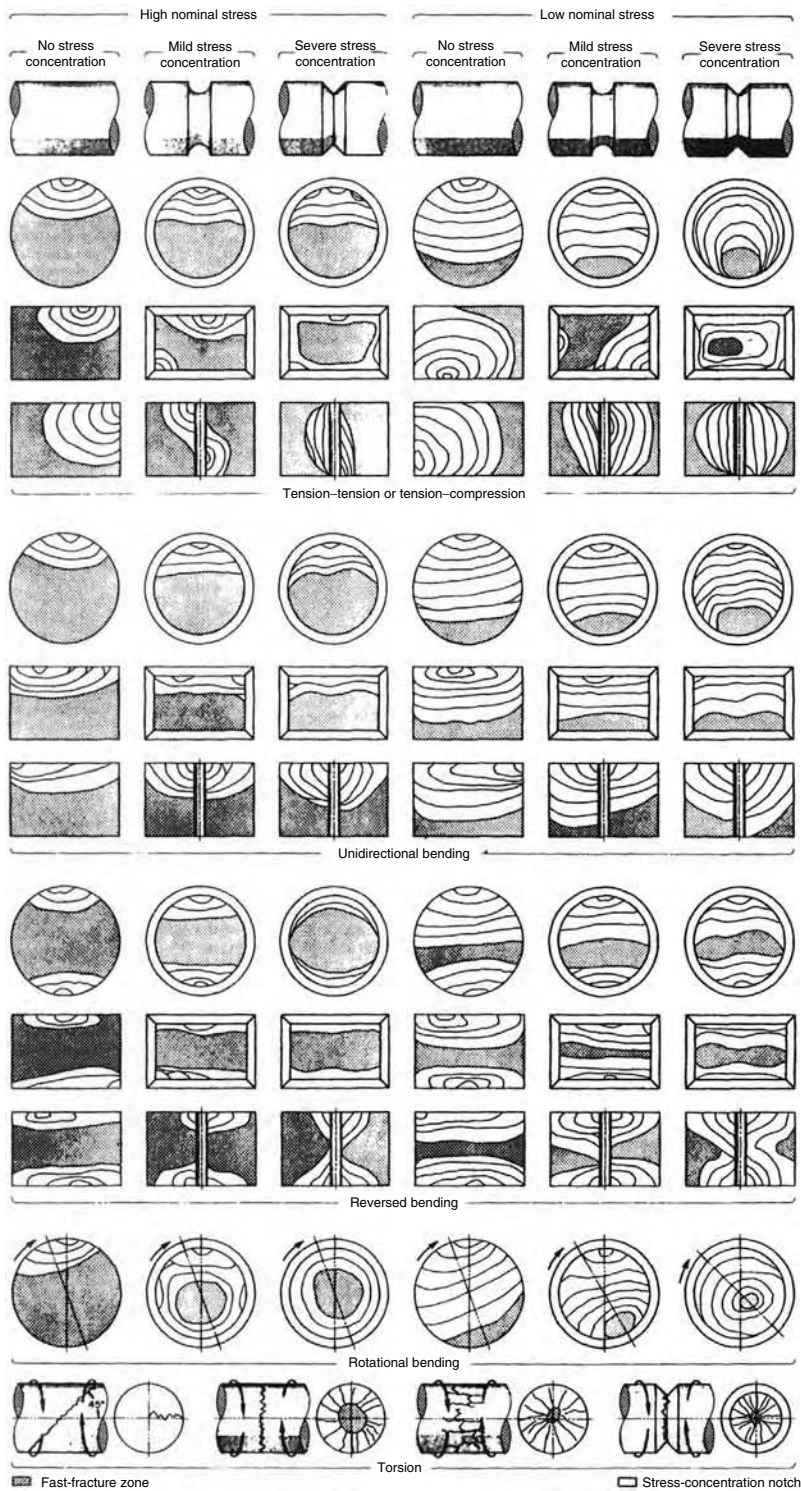 High nominal stress
Low nominal stress
No stress concentration
Mild stress concentration
Severe stress concentration
No stress concentration
Mild stress concentration
Severe stress concentration
Tension–tension or tension–compression
Unidirectional bending
Reversed bending
Rotational bending
45°
Torsion
Fast-fracture zone
Stress-concentration notch